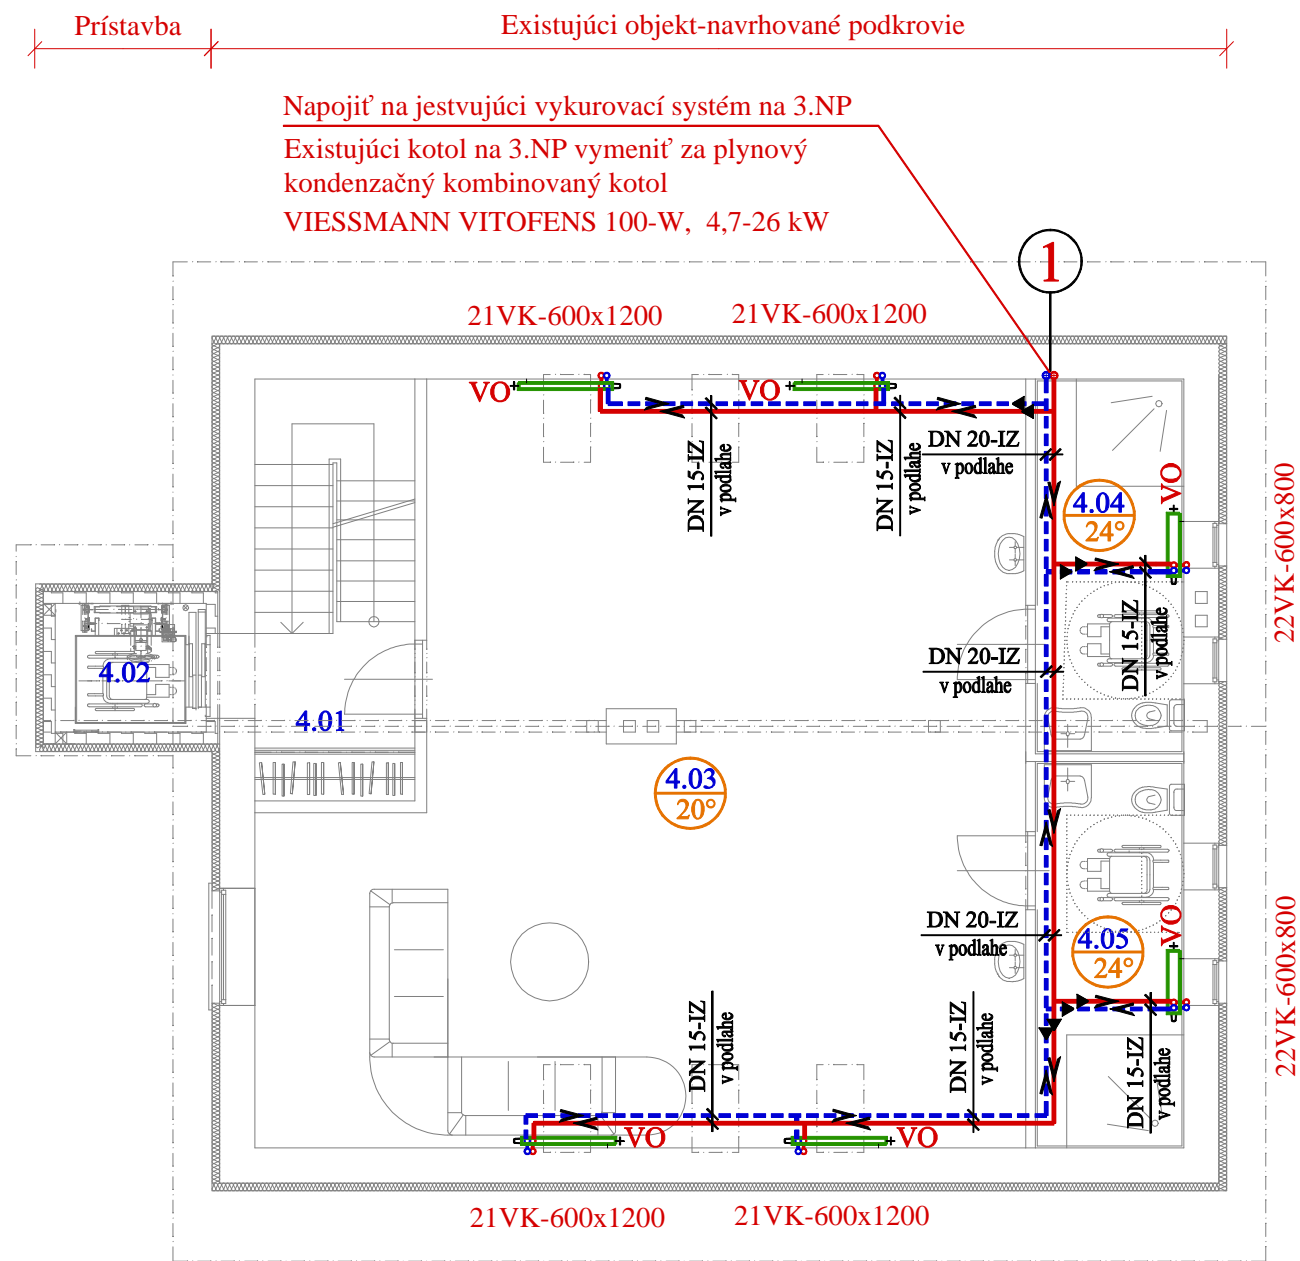 Prístavba
Existujúci objekt-navrhované podkrovie
Napojiť na jestvujúci vykurovací systém na 3.NP
Existujúci kotol na 3.NP vymeniť za plynový
kondenzačný kombinovaný kotol
VIESSMANN VITOFENS 100-W, 4,7-26 kW
1
21VK-600x1200
21VK-600x1200
VO
VO
DN 15-IZ
v podlahe
DN 15-IZ
v podlahe
DN 20-IZ
v podlahe
VO
4.04
24°
22VK-600x800
DN 15-IZ
v podlahe
DN 20-IZ
v podlahe
4.02
4.01
4.03
20°
DN 20-IZ
v podlahe
VO
4.05
24°
22VK-600x800
DN 15-IZ
v podlahe
DN 15-IZ
v podlahe
DN 15-IZ
v podlahe
VO
VO
21VK-600x1200
21VK-600x1200